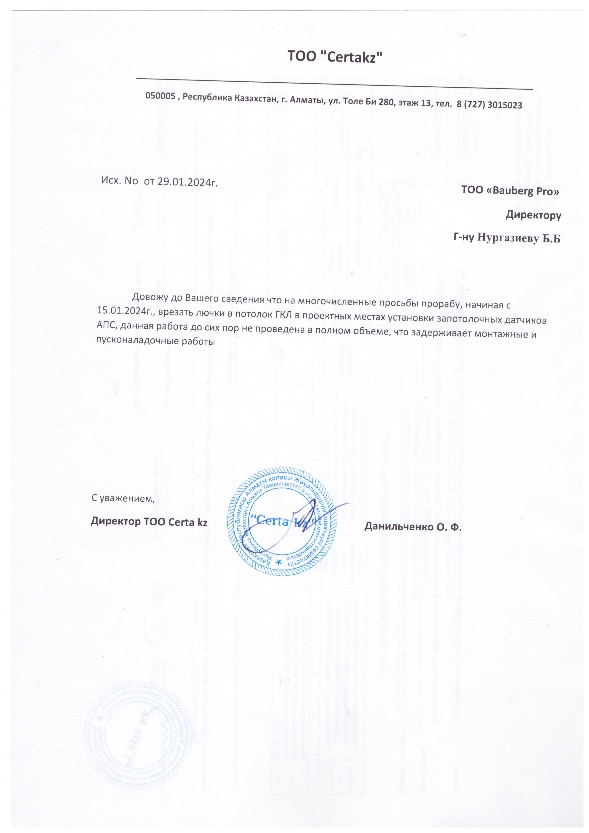 ТОО "Certakz"
050005 , Республика Казахстан, г. Алматы, ул. Толе Би 280, этаж 13, тел. 8 (727) 3015023
Исх. No от 29.01.2024г.
ТОО «Bauberg Pro»
Директору
Г-ну Нургазиеву Б.Б
Довожу до Вашего сведения что на многочисленные просьбы прорабу, начиная с
15.01.2024г., врезать лючки в потолок ГКЛ в проектных местах установки запотолочных датчиков
АПС, данная работа до сих пор не проведена в полном объеме, что задерживает монтажные и
пусконаладочные работы
С уважением,
Директор ТОО Certa kz
"Certa kz"
Данильченко О. Ф.